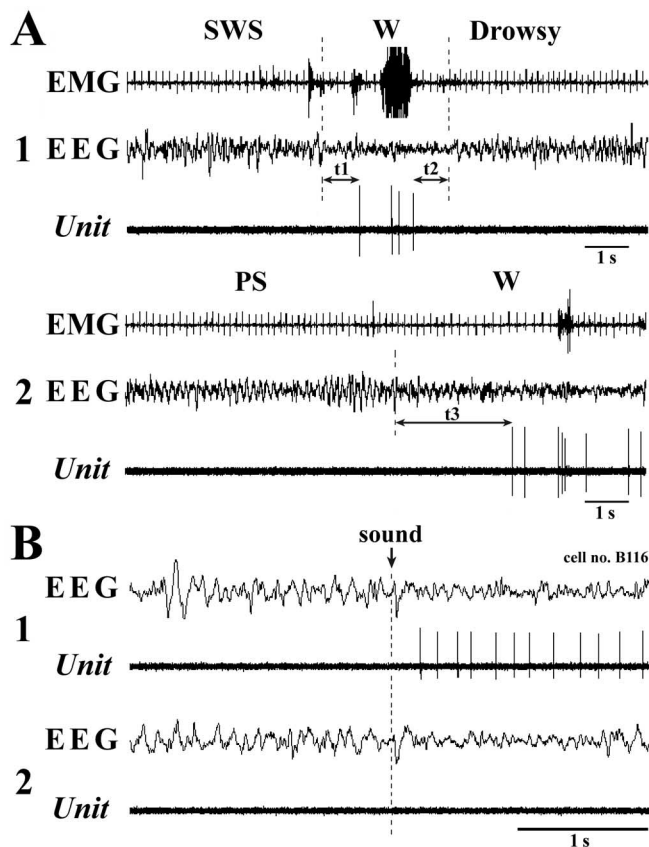 A
SWS W Drowsy
EMG
1 EEG
t1 t2
Unit
1 s
PS W
EMG
2 EEG
t3
Unit
1 s
B
sound
cell no. B116
EEG
1
Unit
EEG
2
Unit
1 s